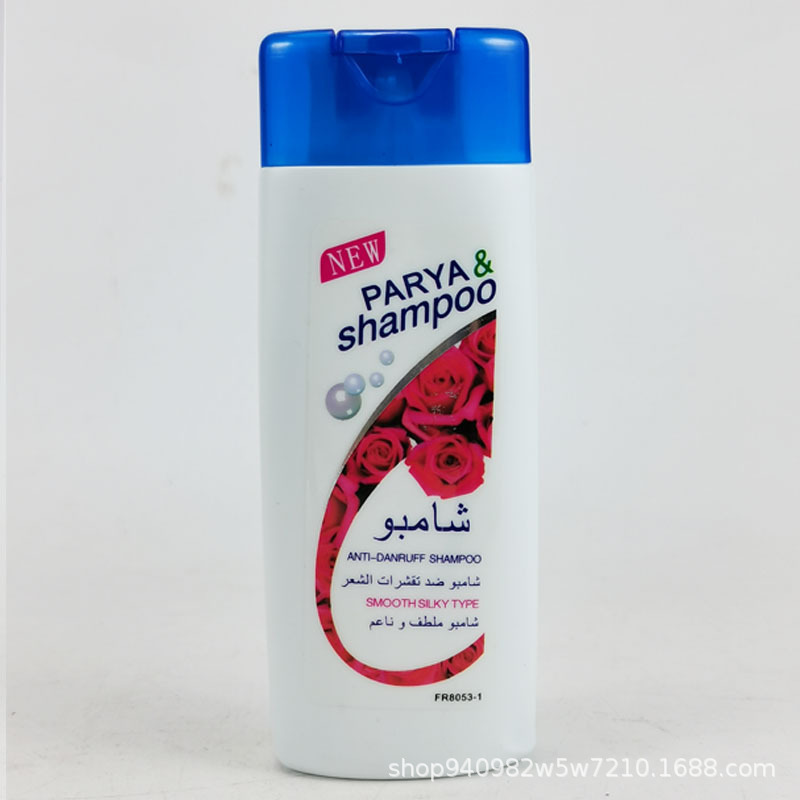 NEW
PARYA &
shampoo
شامبو
ANTI-DANRUFF SHAMPOO
شامبو ضد تقشرات الشعر
SMOOTH SILKY TYPE
شامبو ملطف و ناعم
FR8053-1
shop940982w5w7210.1688.com